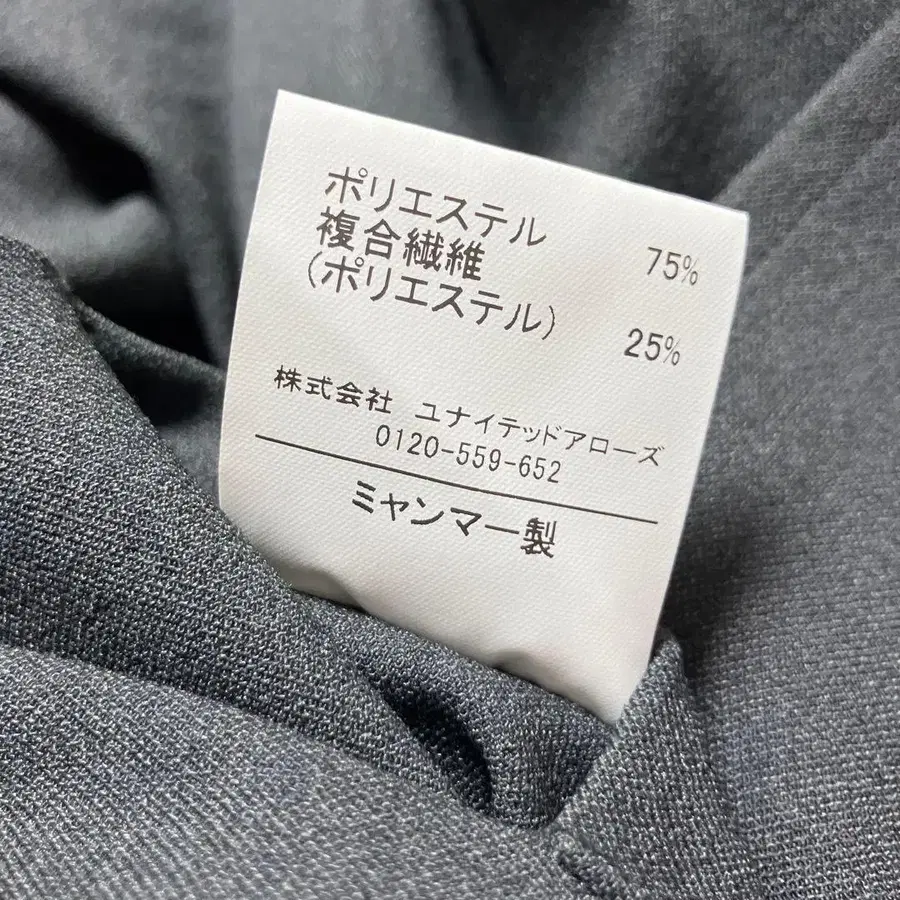 ポリエステル 75%
複合繊維
(ポリエステル) 25%
株式会社 ユナイテッドアローズ
0120-559-652
ミャンマー製